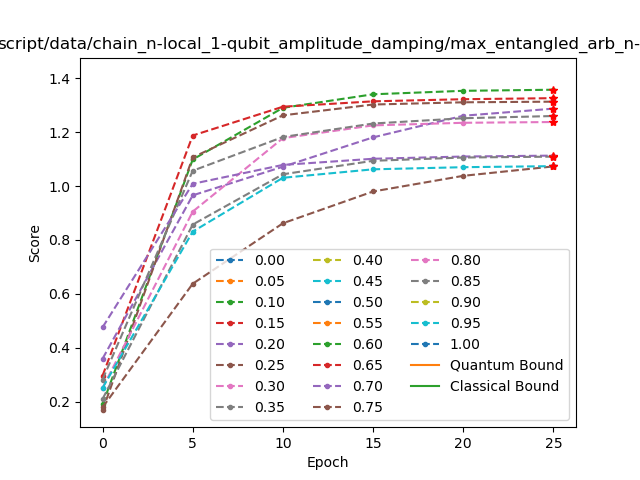 script/data/chain_n-local_1-qubit_amplitude_damping/max_entangled_arb_n-
Score
1.4
1.2
1.0
0.8
0.6
0.4
0.2
0.00 0.40 0.80
0.05 0.45 0.85
0.10 0.50 0.90
0.15 0.55 0.95
0.20 0.60 1.00
0.25 0.65 Quantum Bound
0.30 0.70 Classical Bound
0.35 0.75
0 5 10 15 20 25
Epoch